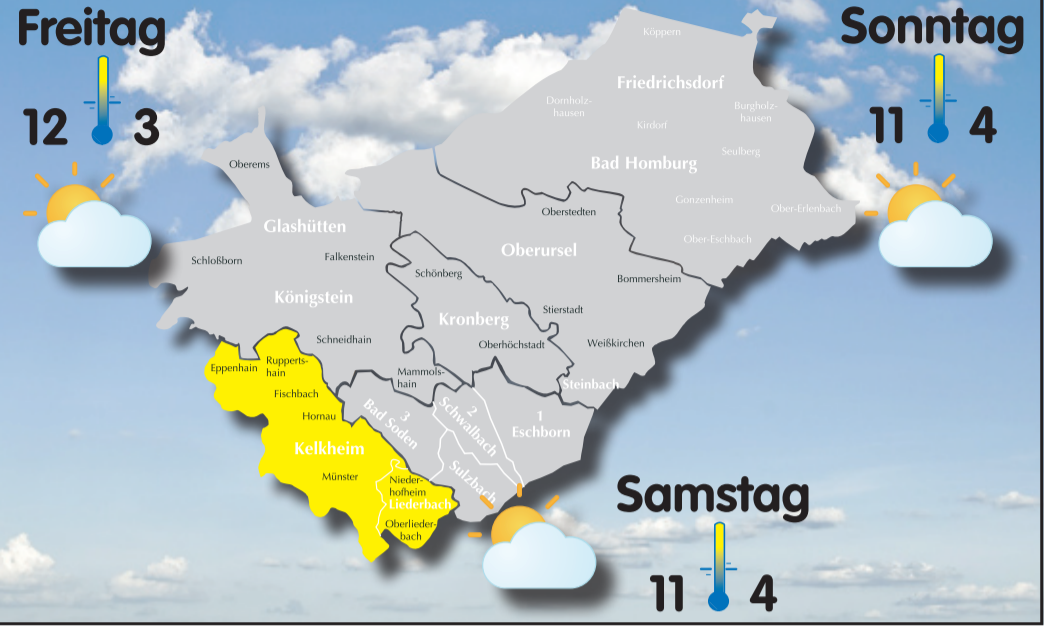 Freitag
12 3
Sonntag
11 4
Köppern
Friedrichsdorf
Dornholz-
hausen
Burgholz-
hausen
Kirdorf
Seulberg
Bad Homburg
Oberems
Gonzenheim
Ober-Erlenbach
Oberstedten
Glashütten
Ober-Eschbach
Oberursel
Schloßborn
Falkenstein
Schönberg
Bommersheim
Königstein
Stierstadt
Kronberg
Schneidhain
Oberhöchstadt
Weißkirchen
Eppenhain
Rupperts-
hain
Mammols-
hain
Steinbach
Fischbach
Hornau
3
Bad Soden
2
Schwalbach
1
Eschborn
Kelkheim
Münster
Nieder-
hofheim
Liederbach
Sulzbach
Oberlieder-
bach
Samstag
11 4